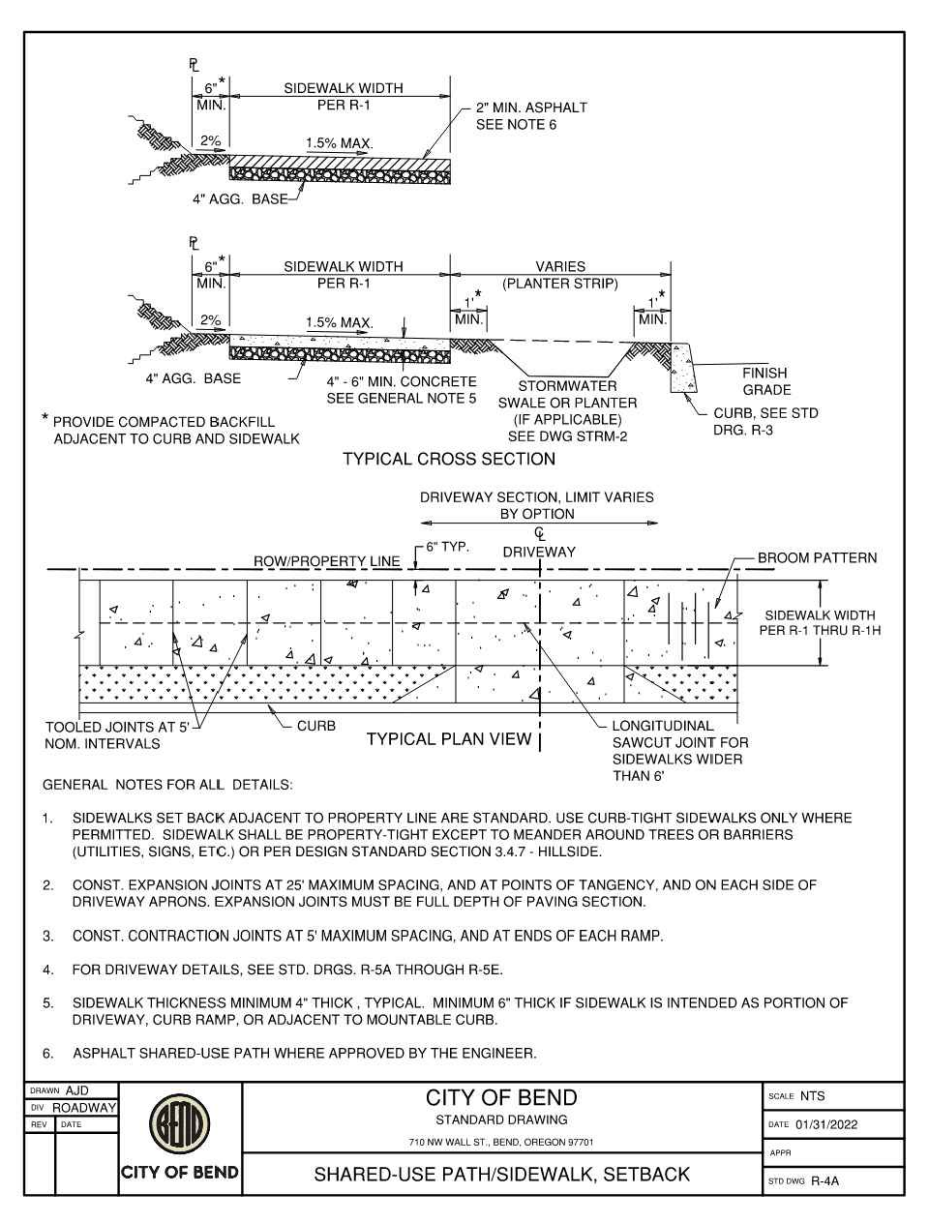 PL
6"*
MIN.
SIDEWALK WIDTH
PER R-1
2" MIN. ASPHALT
SEE NOTE 6
2%
1.5% MAX.
4" AGG. BASE
PL
6"*
MIN.
SIDEWALK WIDTH
PER R-1
VARIES
(PLANTER STRIP)
1'*
MIN.
1'*
MIN.
2%
1.5% MAX.
4" AGG. BASE
4" - 6" MIN. CONCRETE
SEE GENERAL NOTE 5
STORMWATER
SWALE OR PLANTER
(IF APPLICABLE)
SEE DWG STRM-2
FINISH
GRADE
CURB, SEE STD
DRG. R-3
* PROVIDE COMPACTED BACKFILL
ADJACENT TO CURB AND SIDEWALK
TYPICAL CROSS SECTION
DRIVEWAY SECTION, LIMIT VARIES
BY OPTION
CL
DRIVEWAY
6" TYP.
ROW/PROPERTY LINE
BROOM PATTERN
SIDEWALK WIDTH
PER R-1 THRU R-1H
TOOLED JOINTS AT 5'
NOM. INTERVALS
CURB
TYPICAL PLAN VIEW
LONGITUDINAL
SAWCUT JOINT FOR
SIDEWALKS WIDER
THAN 6'
GENERAL NOTES FOR ALL DETAILS:
1. SIDEWALKS SET BACK ADJACENT TO PROPERTY LINE ARE STANDARD. USE CURB-TIGHT SIDEWALKS ONLY WHERE
PERMITTED. SIDEWALK SHALL BE PROPERTY-TIGHT EXCEPT TO MEANDER AROUND TREES OR BARRIERS
(UTILITIES, SIGNS, ETC.) OR PER DESIGN STANDARD SECTION 3.4.7 - HILLSIDE.
2. CONST. EXPANSION JOINTS AT 25' MAXIMUM SPACING, AND AT POINTS OF TANGENCY, AND ON EACH SIDE OF
DRIVEWAY APRONS. EXPANSION JOINTS MUST BE FULL DEPTH OF PAVING SECTION.
3. CONST. CONTRACTION JOINTS AT 5' MAXIMUM SPACING, AND AT ENDS OF EACH RAMP.
4. FOR DRIVEWAY DETAILS, SEE STD. DRGS. R-5A THROUGH R-5E.
5. SIDEWALK THICKNESS MINIMUM 4" THICK , TYPICAL. MINIMUM 6" THICK IF SIDEWALK IS INTENDED AS PORTION OF
DRIVEWAY, CURB RAMP, OR ADJACENT TO MOUNTABLE CURB.
6. ASPHALT SHARED-USE PATH WHERE APPROVED BY THE ENGINEER.
DRAWN AJD
DIV ROADWAY
REV DATE
BEND
CITY OF BEND
CITY OF BEND
STANDARD DRAWING
710 NW WALL ST., BEND, OREGON 97701
SHARED-USE PATH/SIDEWALK, SETBACK
SCALE NTS
DATE 01/31/2022
APPR
STD DWG R-4A